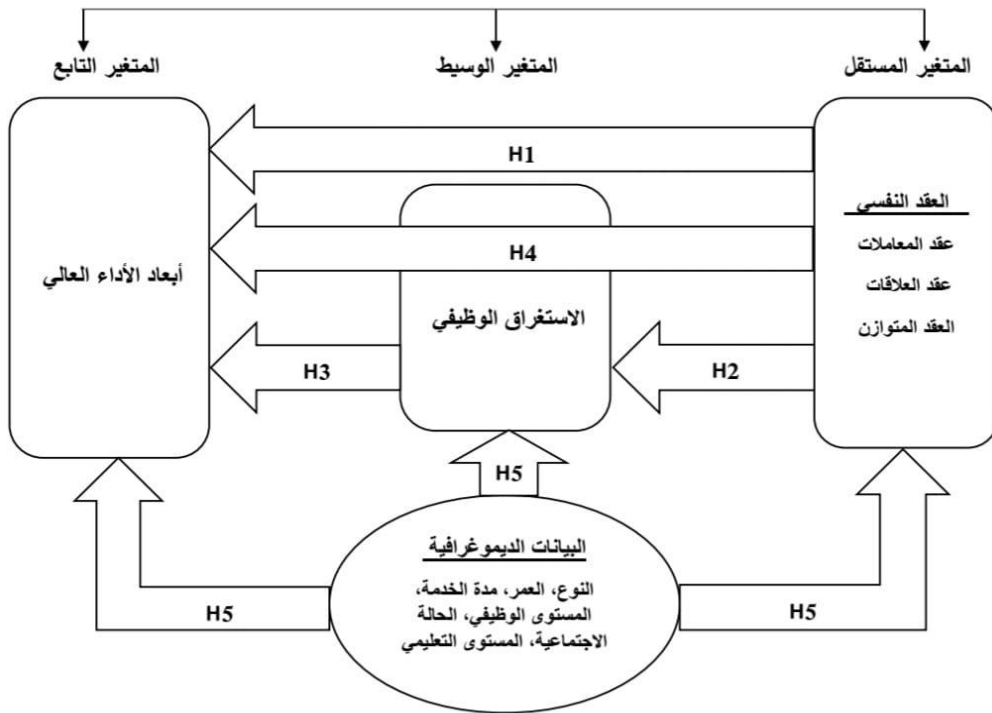 المتغير المستقل
المتغير الوسيط
المتغير التابع
H1
العقد النفسي
عقد المعاملات
عقد العلاقات
العقد المتوازن
H4
أبعاد الأداء العالي
الاستغراق الوظيفي
H2
H3
H5
البيانات الديموغرافية
النوع، العمر، مدة الخدمة،
المستوى الوظيفي، الحالة
الاجتماعية، المستوى التعليمي
H5
H5